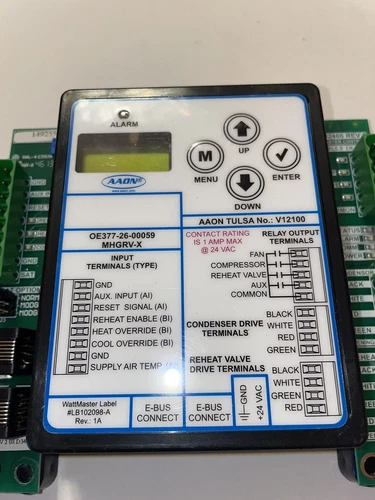 ALARM
UP
M
MENU
ENTER
DOWN
AAON
www.aaon.com
AAON TULSA No.: V12100
OE377-26-00059
MHGRV-X
CONTACT RATING
IS 1 AMP MAX
@ 24 VAC
RELAY OUTPUT
TERMINALS
FAN
COMPRESSOR
REHEAT VALVE
AUX
COMMON
INPUT
TERMINALS (TYPE)
GND
AUX. INPUT (AI)
RESET SIGNAL (AI)
REHEAT ENABLE (BI)
HEAT OVERRIDE (BI)
COOL OVERRIDE (BI)
GND
SUPPLY AIR TEMP. (AI)
CONDENSER DRIVE
TERMINALS
BLACK
WHITE
RED
GREEN
REHEAT VALVE
DRIVE TERMINALS
BLACK
WHITE
GREEN
RED
GND
+24 VAC
WattMaster Label
#LB102098-A
Rev.: 1A
E-BUS
CONNECT
E-BUS
CONNECT